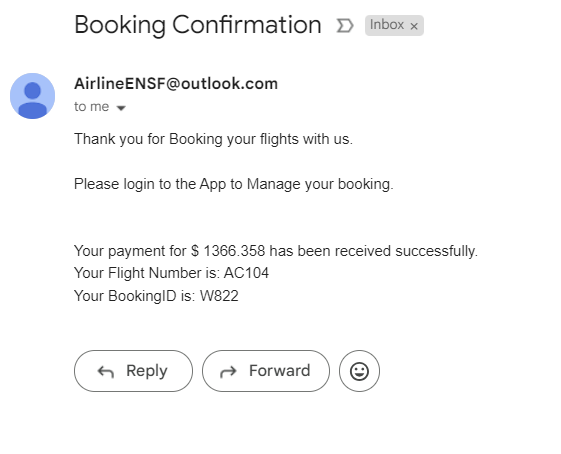 Booking Confirmation Inbox ×
AirlineENSF@outlook.com
to me
Thank you for Booking your flights with us.
Please login to the App to Manage your booking.
Your payment for $ 1366.358 has been received successfully.
Your Flight Number is: AC104
Your BookingID is: W822
Reply Forward